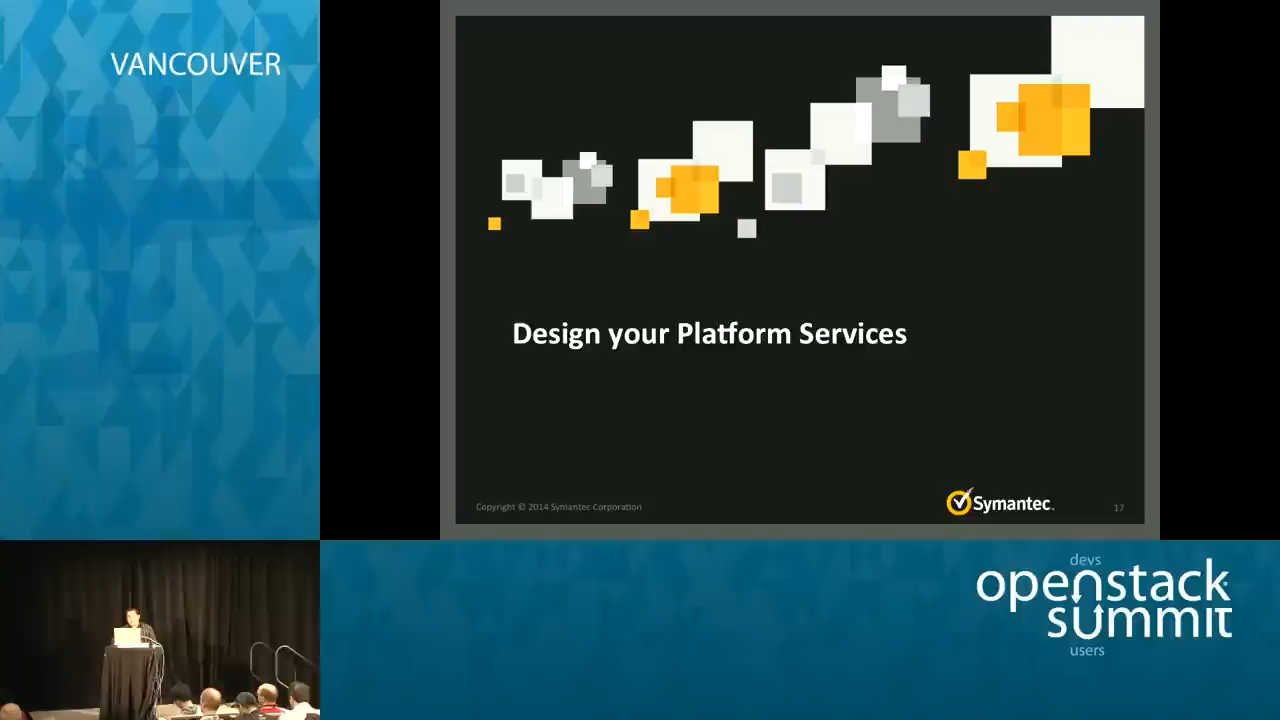 VANCOUVER
Design your Platform Services
Copyright © 2014 Symantec Corporation
Symantec.
17
devs
openstack
summit
users